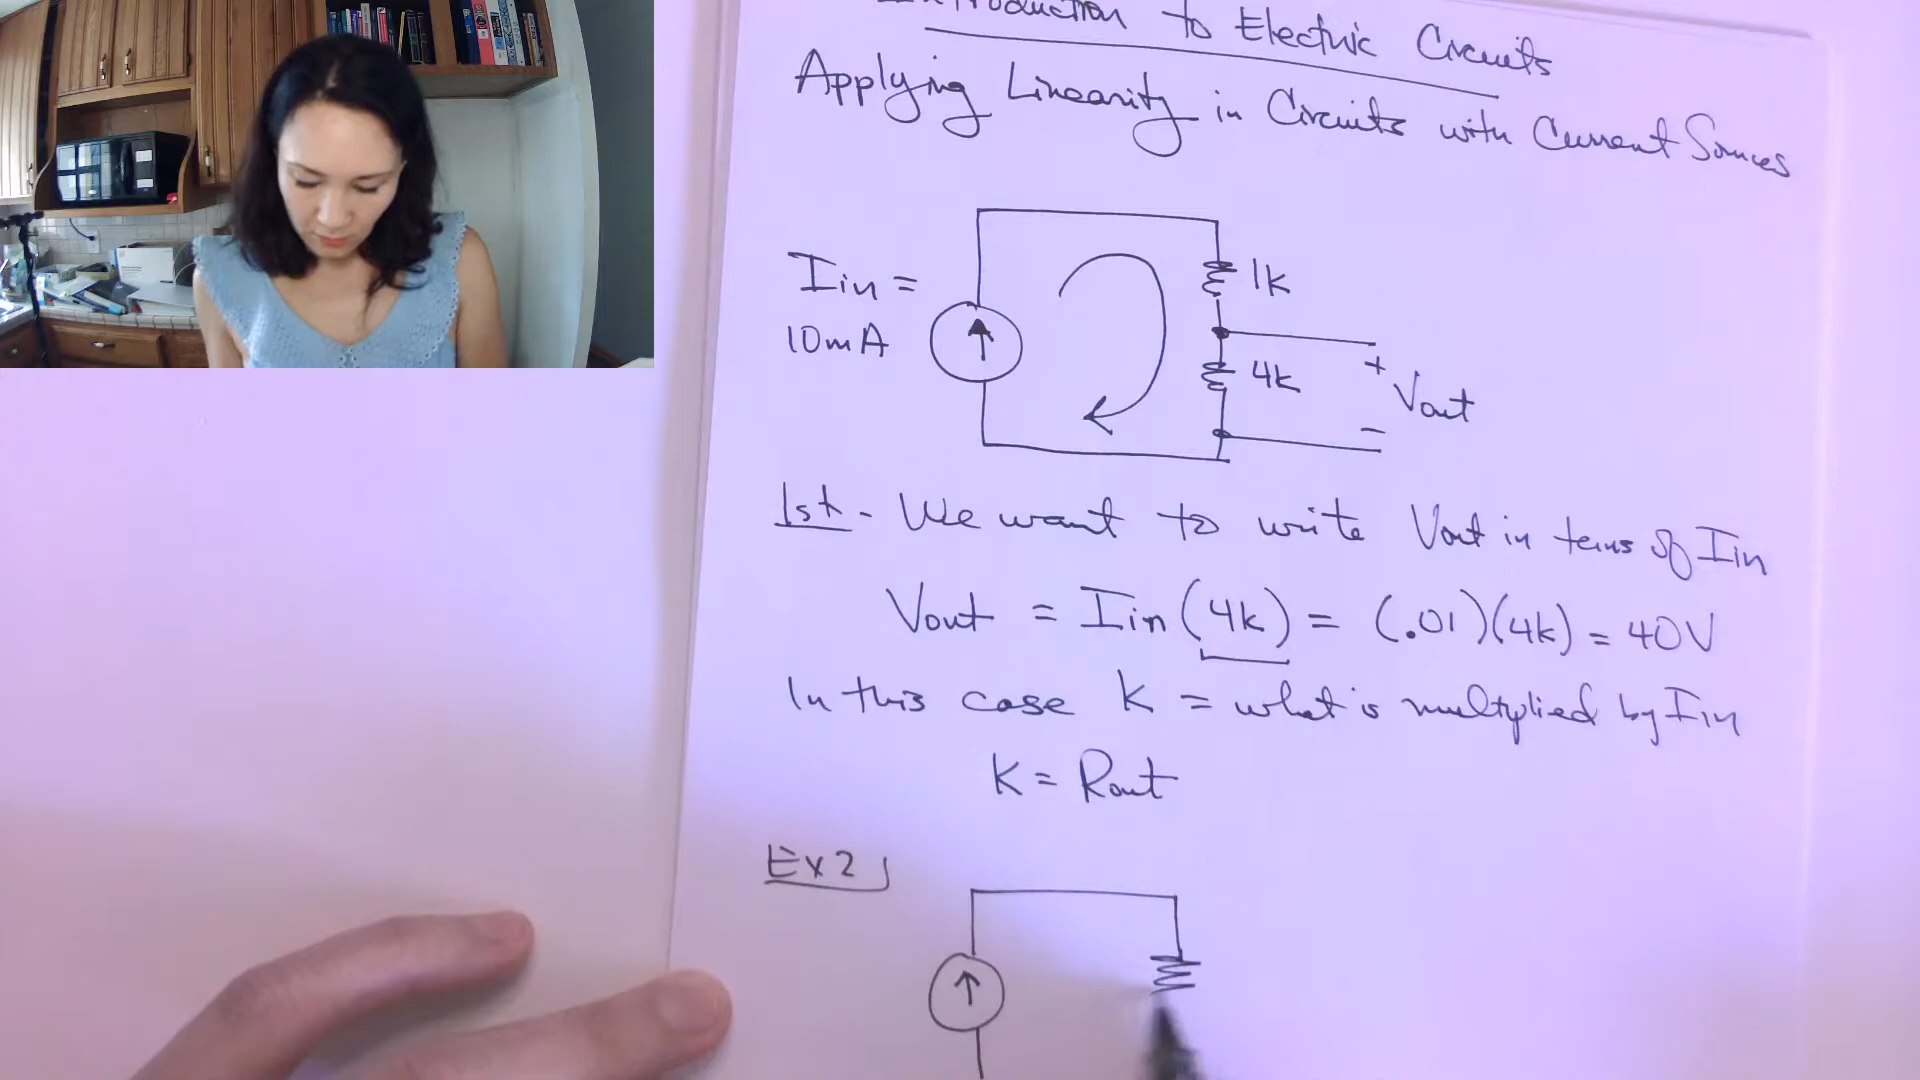 Introduction to Electric Circuits
Applying Linearity in Circuits with Current Sources
Iin =
10mA
1k
4k
+
Vout
−
1st - We want to write Vout in terms of Iin
Vout = Iin (4k) = (.01)(4k) = 40V
In this case K = what is multiplied by Iin
K = Rout
Ex 2